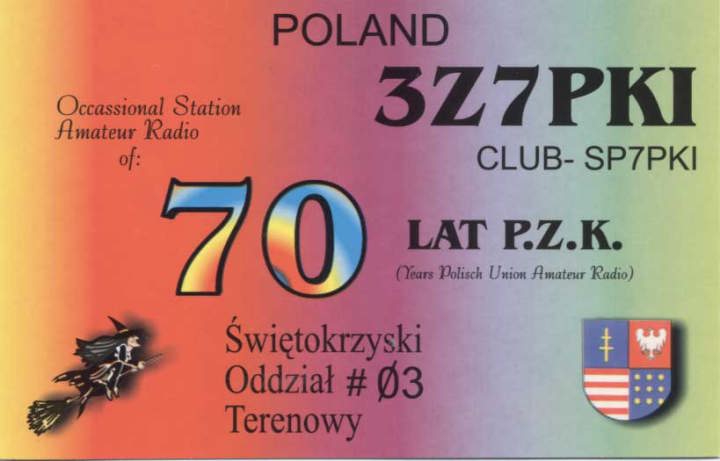 POLAND
3Z7PKI
CLUB- SP7PKI
Occassional Station
Amateur Radio
of:
70
LAT P.Z.K.
(Years Polisch Union Amateur Radio)
Świętokrzyski
Oddział # Ø3
Terenowy